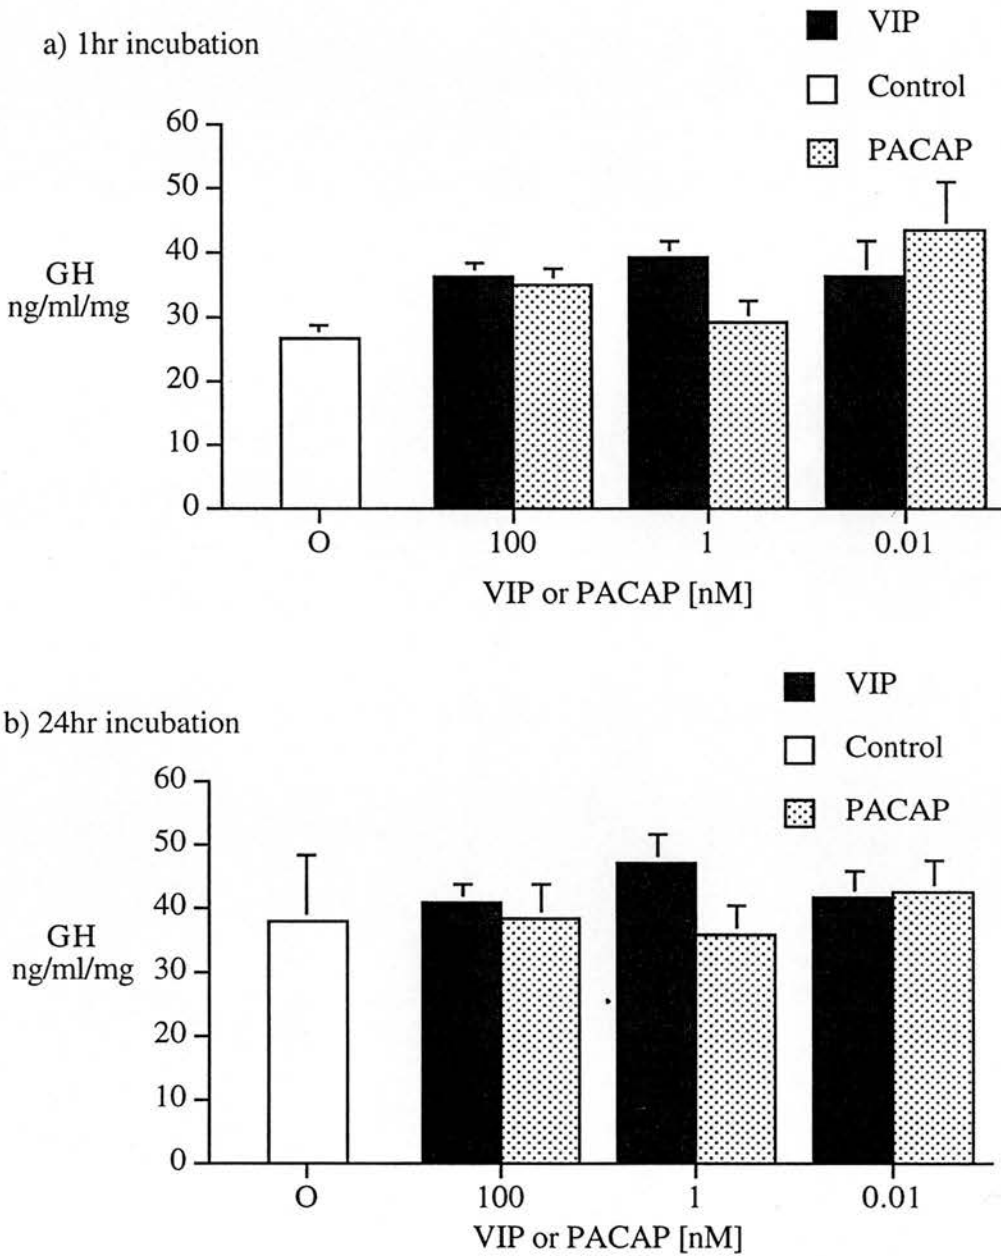 a) 1hr incubation
VIP
Control
PACAP
60
50
40
30
20
10
0
GH
ng/ml/mg
O
100
1
0.01
VIP or PACAP [nM]
b) 24hr incubation
VIP
Control
PACAP
60
50
40
30
20
10
0
GH
ng/ml/mg
O
100
1
0.01
VIP or PACAP [nM]